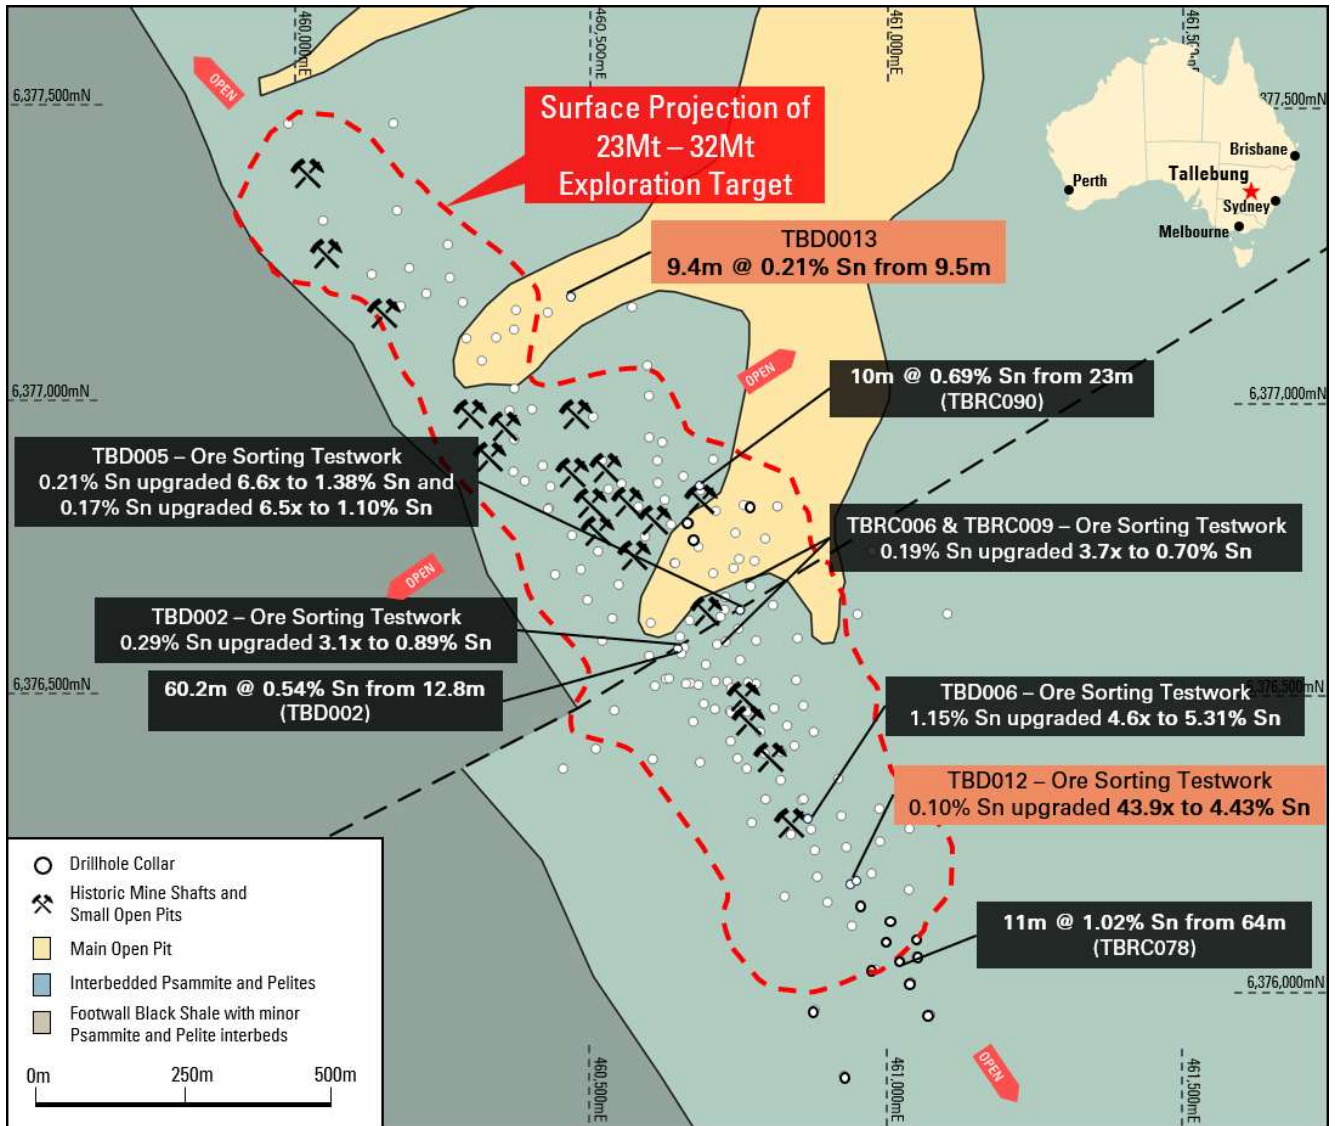 460,000mE
460,500mE
461,000mE
OPEN
6,377,500mN
377,500mN
Surface Projection of
23Mt – 32Mt
Exploration Target
Brisbane
Perth
Tallebung
Sydney
Melbourne
TBD0013
9.4m @ 0.21% Sn from 9.5m
OPEN
10m @ 0.69% Sn from 23m
(TBRC090)
6,377,000mN
6,377,000mN
TBD005 – Ore Sorting Testwork
0.21% Sn upgraded 6.6x to 1.38% Sn and
0.17% Sn upgraded 6.5x to 1.10% Sn
TBRC006 & TBRC009 – Ore Sorting Testwork
0.19% Sn upgraded 3.7x to 0.70% Sn
OPEN
TBD002 – Ore Sorting Testwork
0.29% Sn upgraded 3.1x to 0.89% Sn
60.2m @ 0.54% Sn from 12.8m
(TBD002)
6,376,500mN
6,376,500mN
TBD006 – Ore Sorting Testwork
1.15% Sn upgraded 4.6x to 5.31% Sn
TBD012 – Ore Sorting Testwork
0.10% Sn upgraded 43.9x to 4.43% Sn
11m @ 1.02% Sn from 64m
(TBRC078)
6,376,000mN
Drillhole Collar
Historic Mine Shafts and
Small Open Pits
Main Open Pit
Interbedded Psammite and Pelites
Footwall Black Shale with minor
Psammite and Pelite interbeds
0m 250m 500m
460,500mE
461,000mE
461,500mE
OPEN